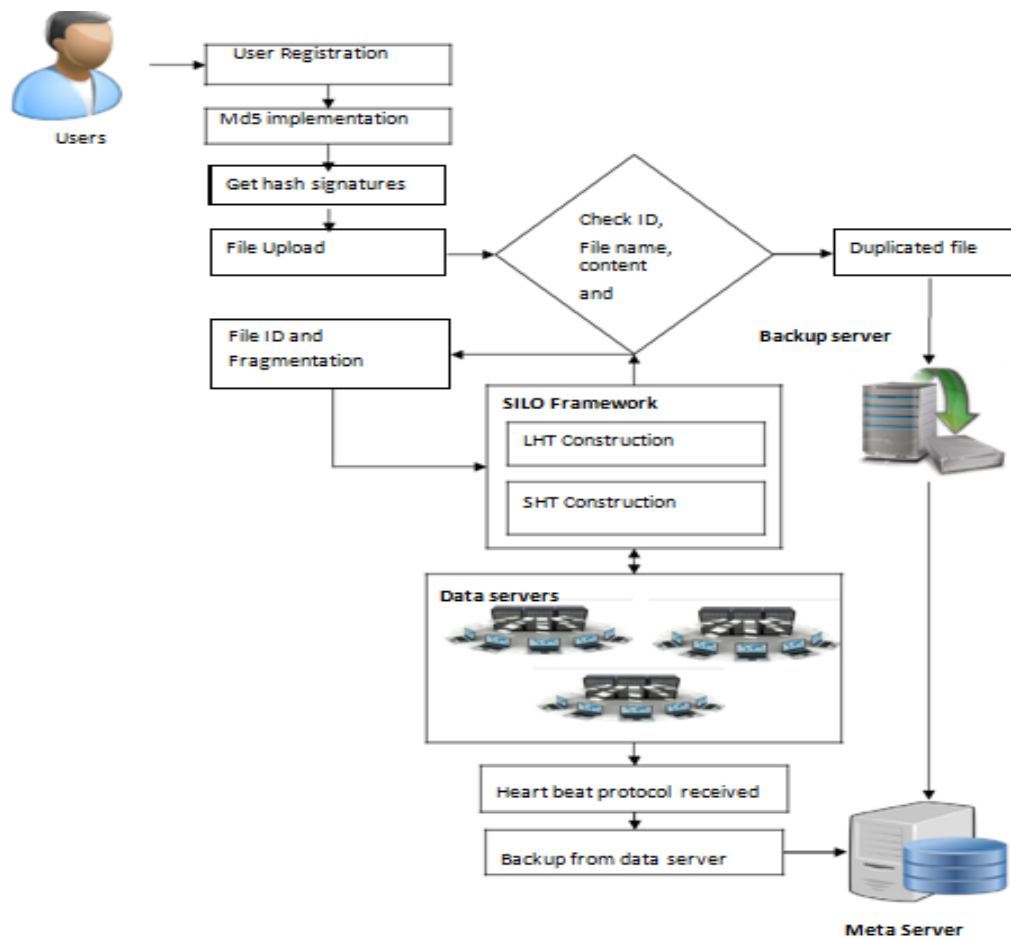 Users
User Registration
Md5 implementation
Get hash signatures
File Upload
Check ID,
File name,
content
and
Duplicated file
Backup server
File ID and
Fragmentation
SILO Framework
LHT Construction
SHT Construction
Data servers
Heart beat protocol received
Backup from data server
Meta Server